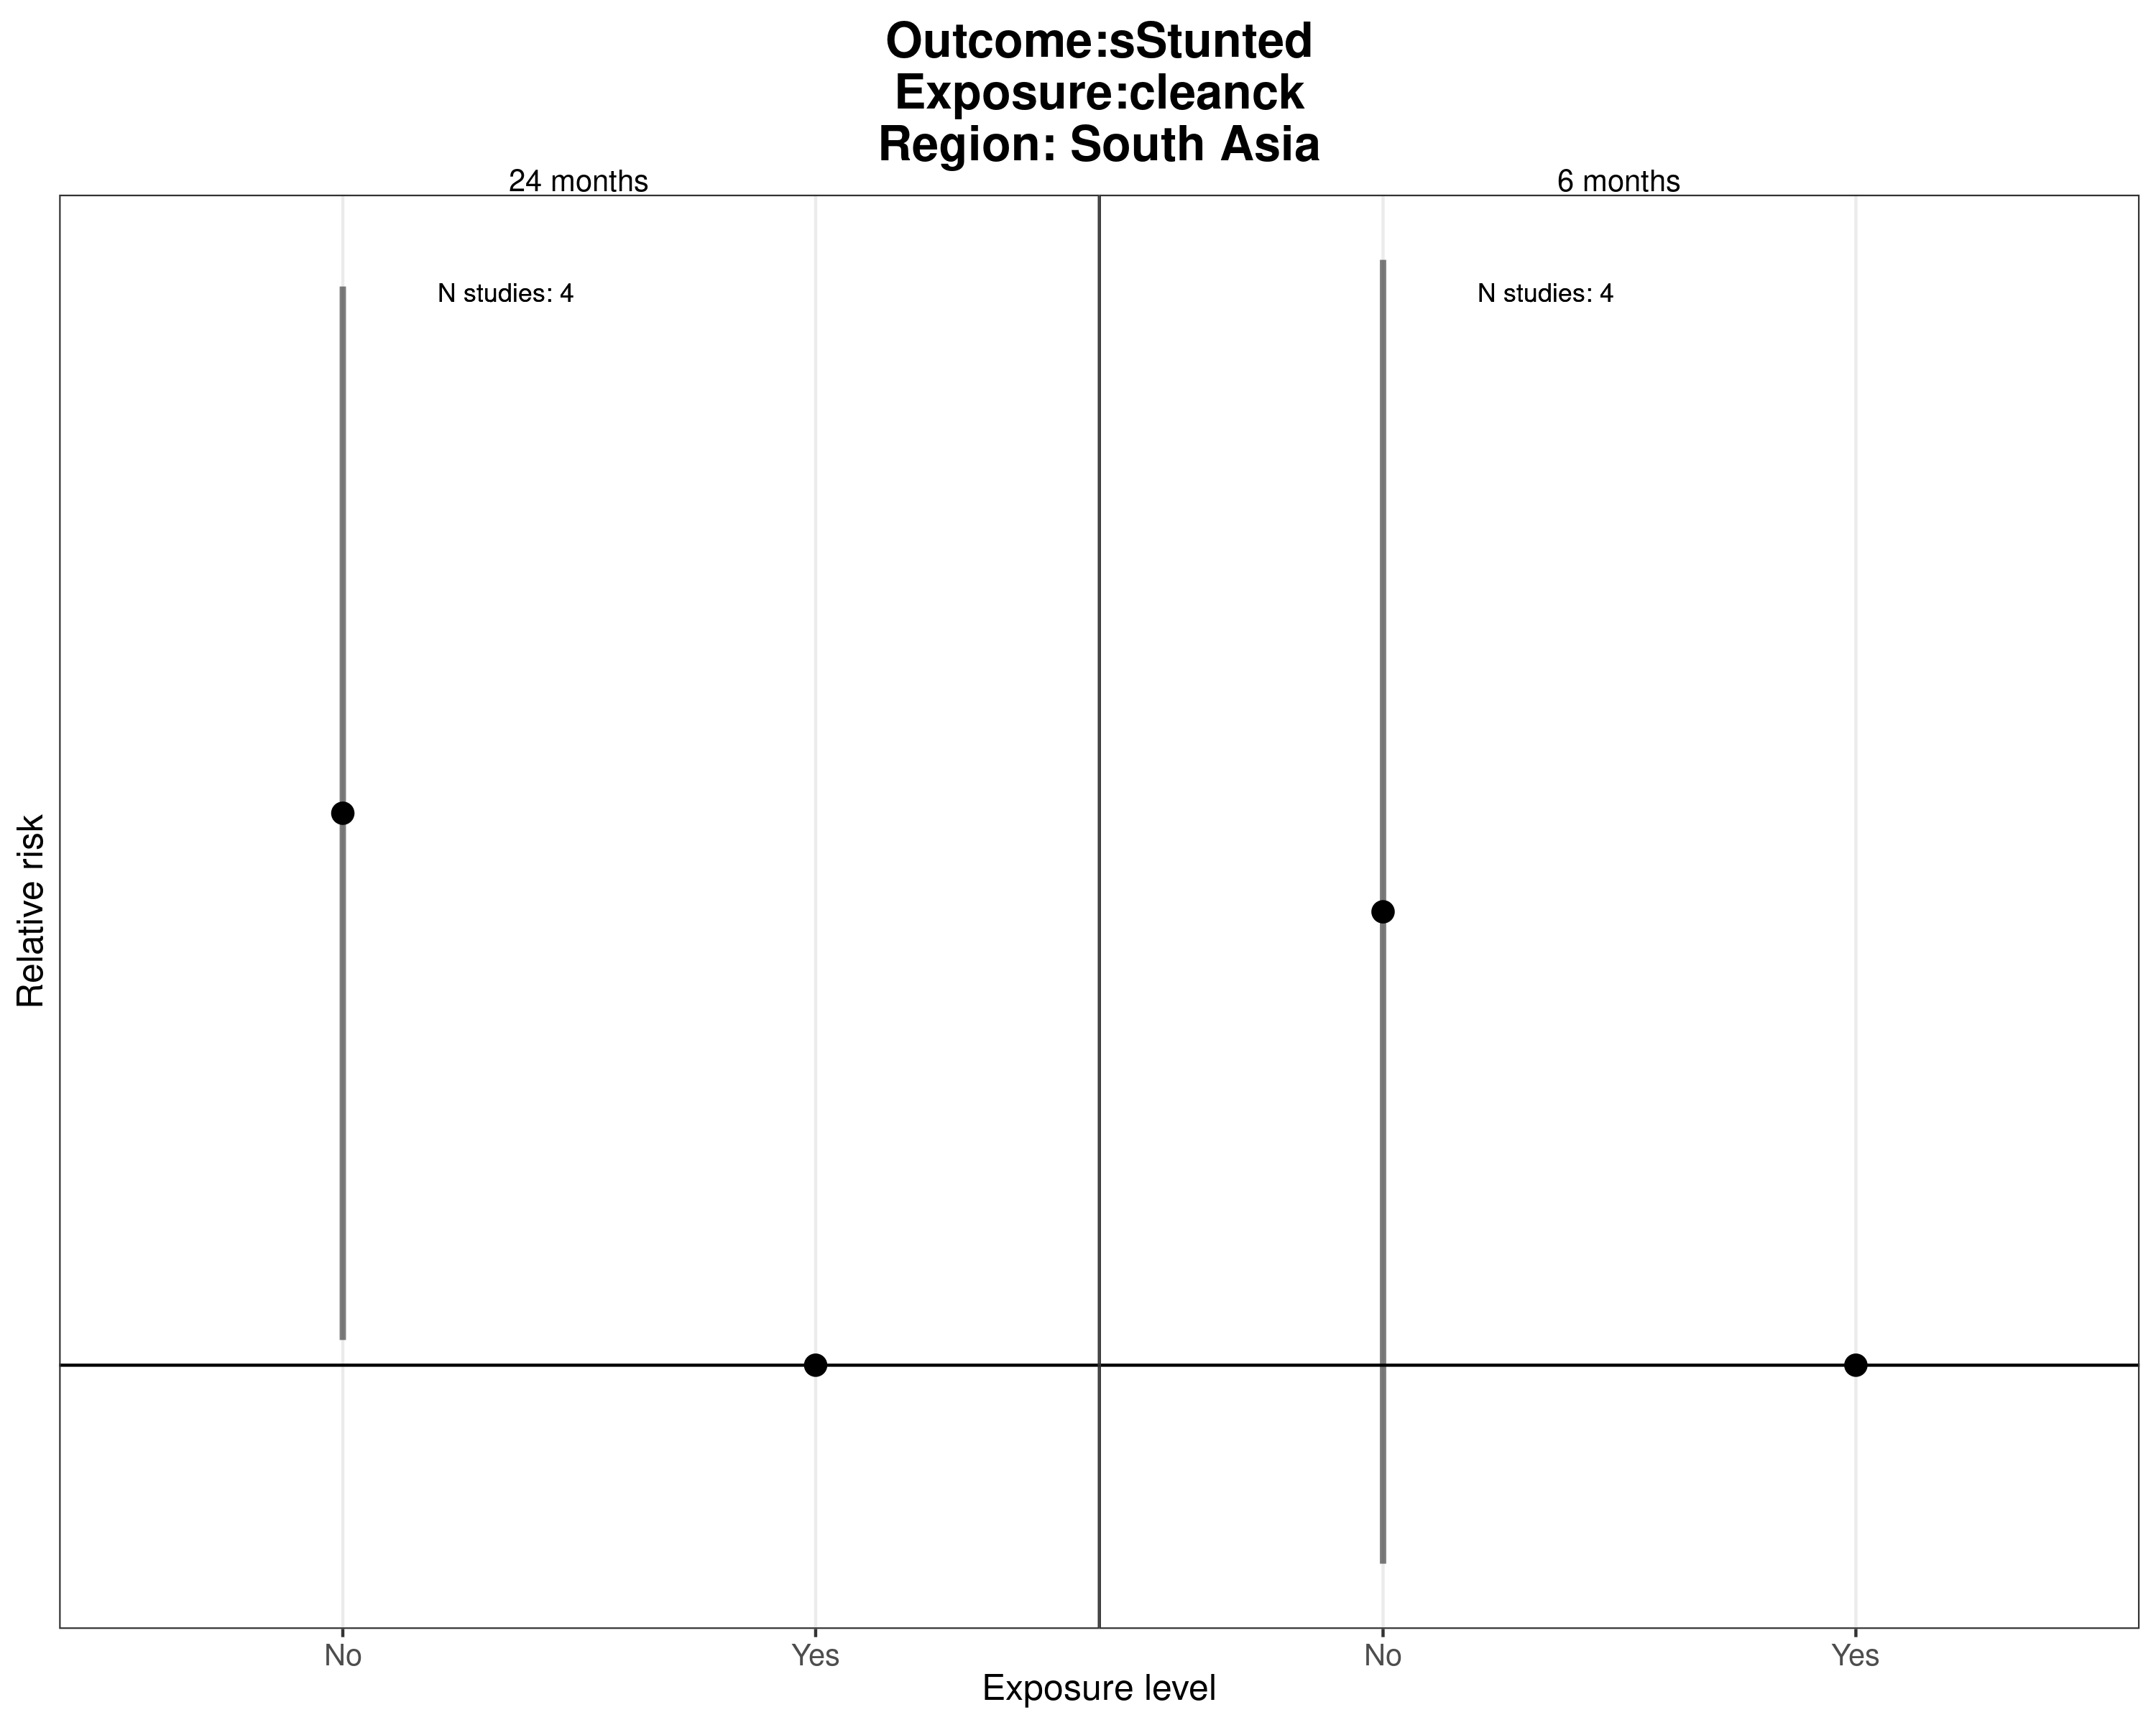 Outcome:sStunted
Exposure:cleanck
Region: South Asia
24 months
6 months
N studies: 4
N studies: 4
Relative risk
No
Yes
No
Yes
Exposure level